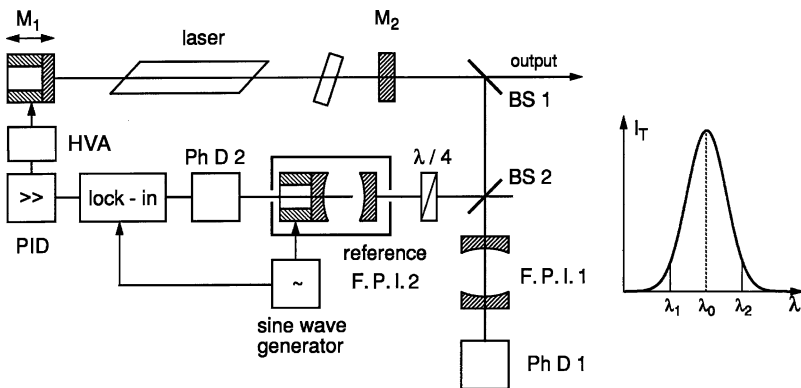 M₁
laser
M₂
output
BS 1
HVA
Ph D 2
λ / 4
BS 2
>>
lock - in
PID
reference
F. P. I. 2
F. P. I. 1
~
sine wave
generator
Ph D 1
I_T
λ₁ λ₀ λ₂ λ